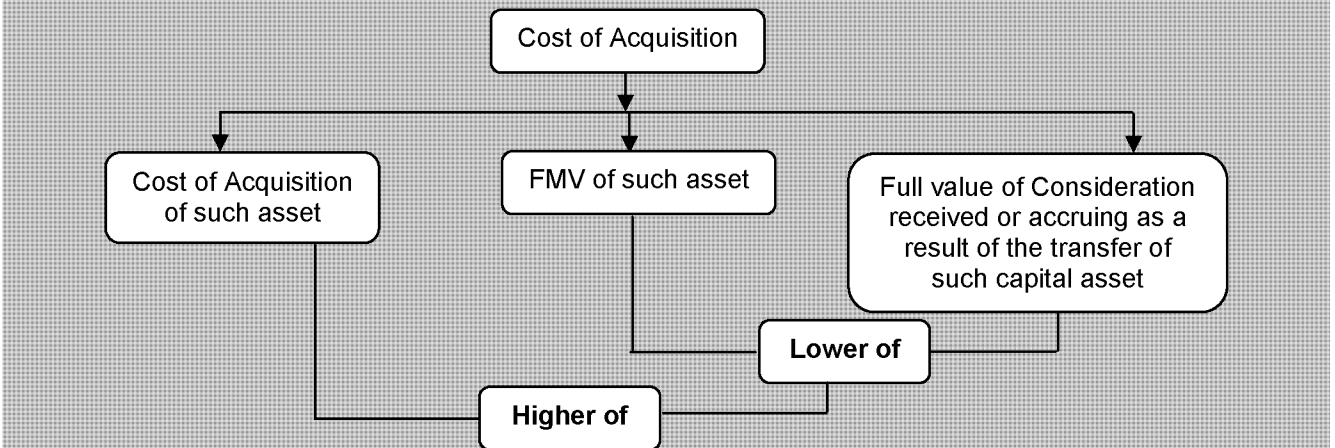 Cost of Acquisition
Cost of Acquisition
of such asset
FMV of such asset
Full value of Consideration
received or accruing as a
result of the transfer of
such capital asset
Lower of
Higher of